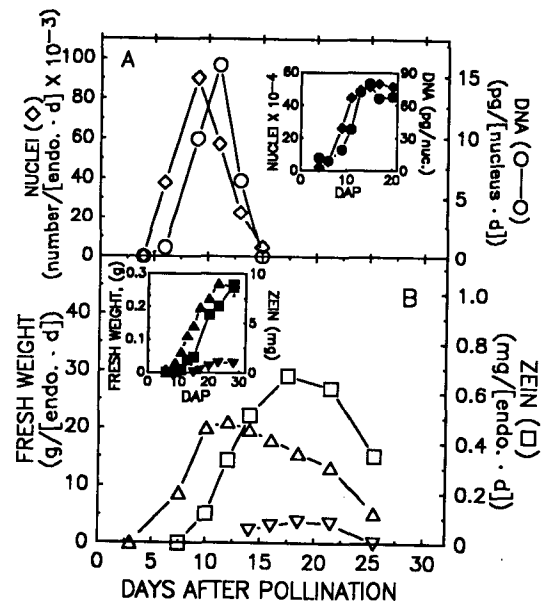 A
NUCLEI (◇)
(number/[endo. · d] X 10−3)
100
80
60
40
20
0
DNA (○—○)
(pg/[nucleus · d])
15
10
5
0
NUCLEI X 10−4
60
40
20
0
DNA (pg/nuc.)
90
60
30
0
0 10 20
DAP
B
FRESH WEIGHT
(g/[endo. · d])
40
30
20
10
0
ZEIN (□)
(mg/[endo. · d])
1.0
0.8
0.6
0.4
0.2
0
FRESH WEIGHT, (g)
0.3
0.2
0.1
0
ZEIN (mg)
10
5
0
0 10 20 30
DAP
0 5 10 15 20 25 30
DAYS AFTER POLLINATION